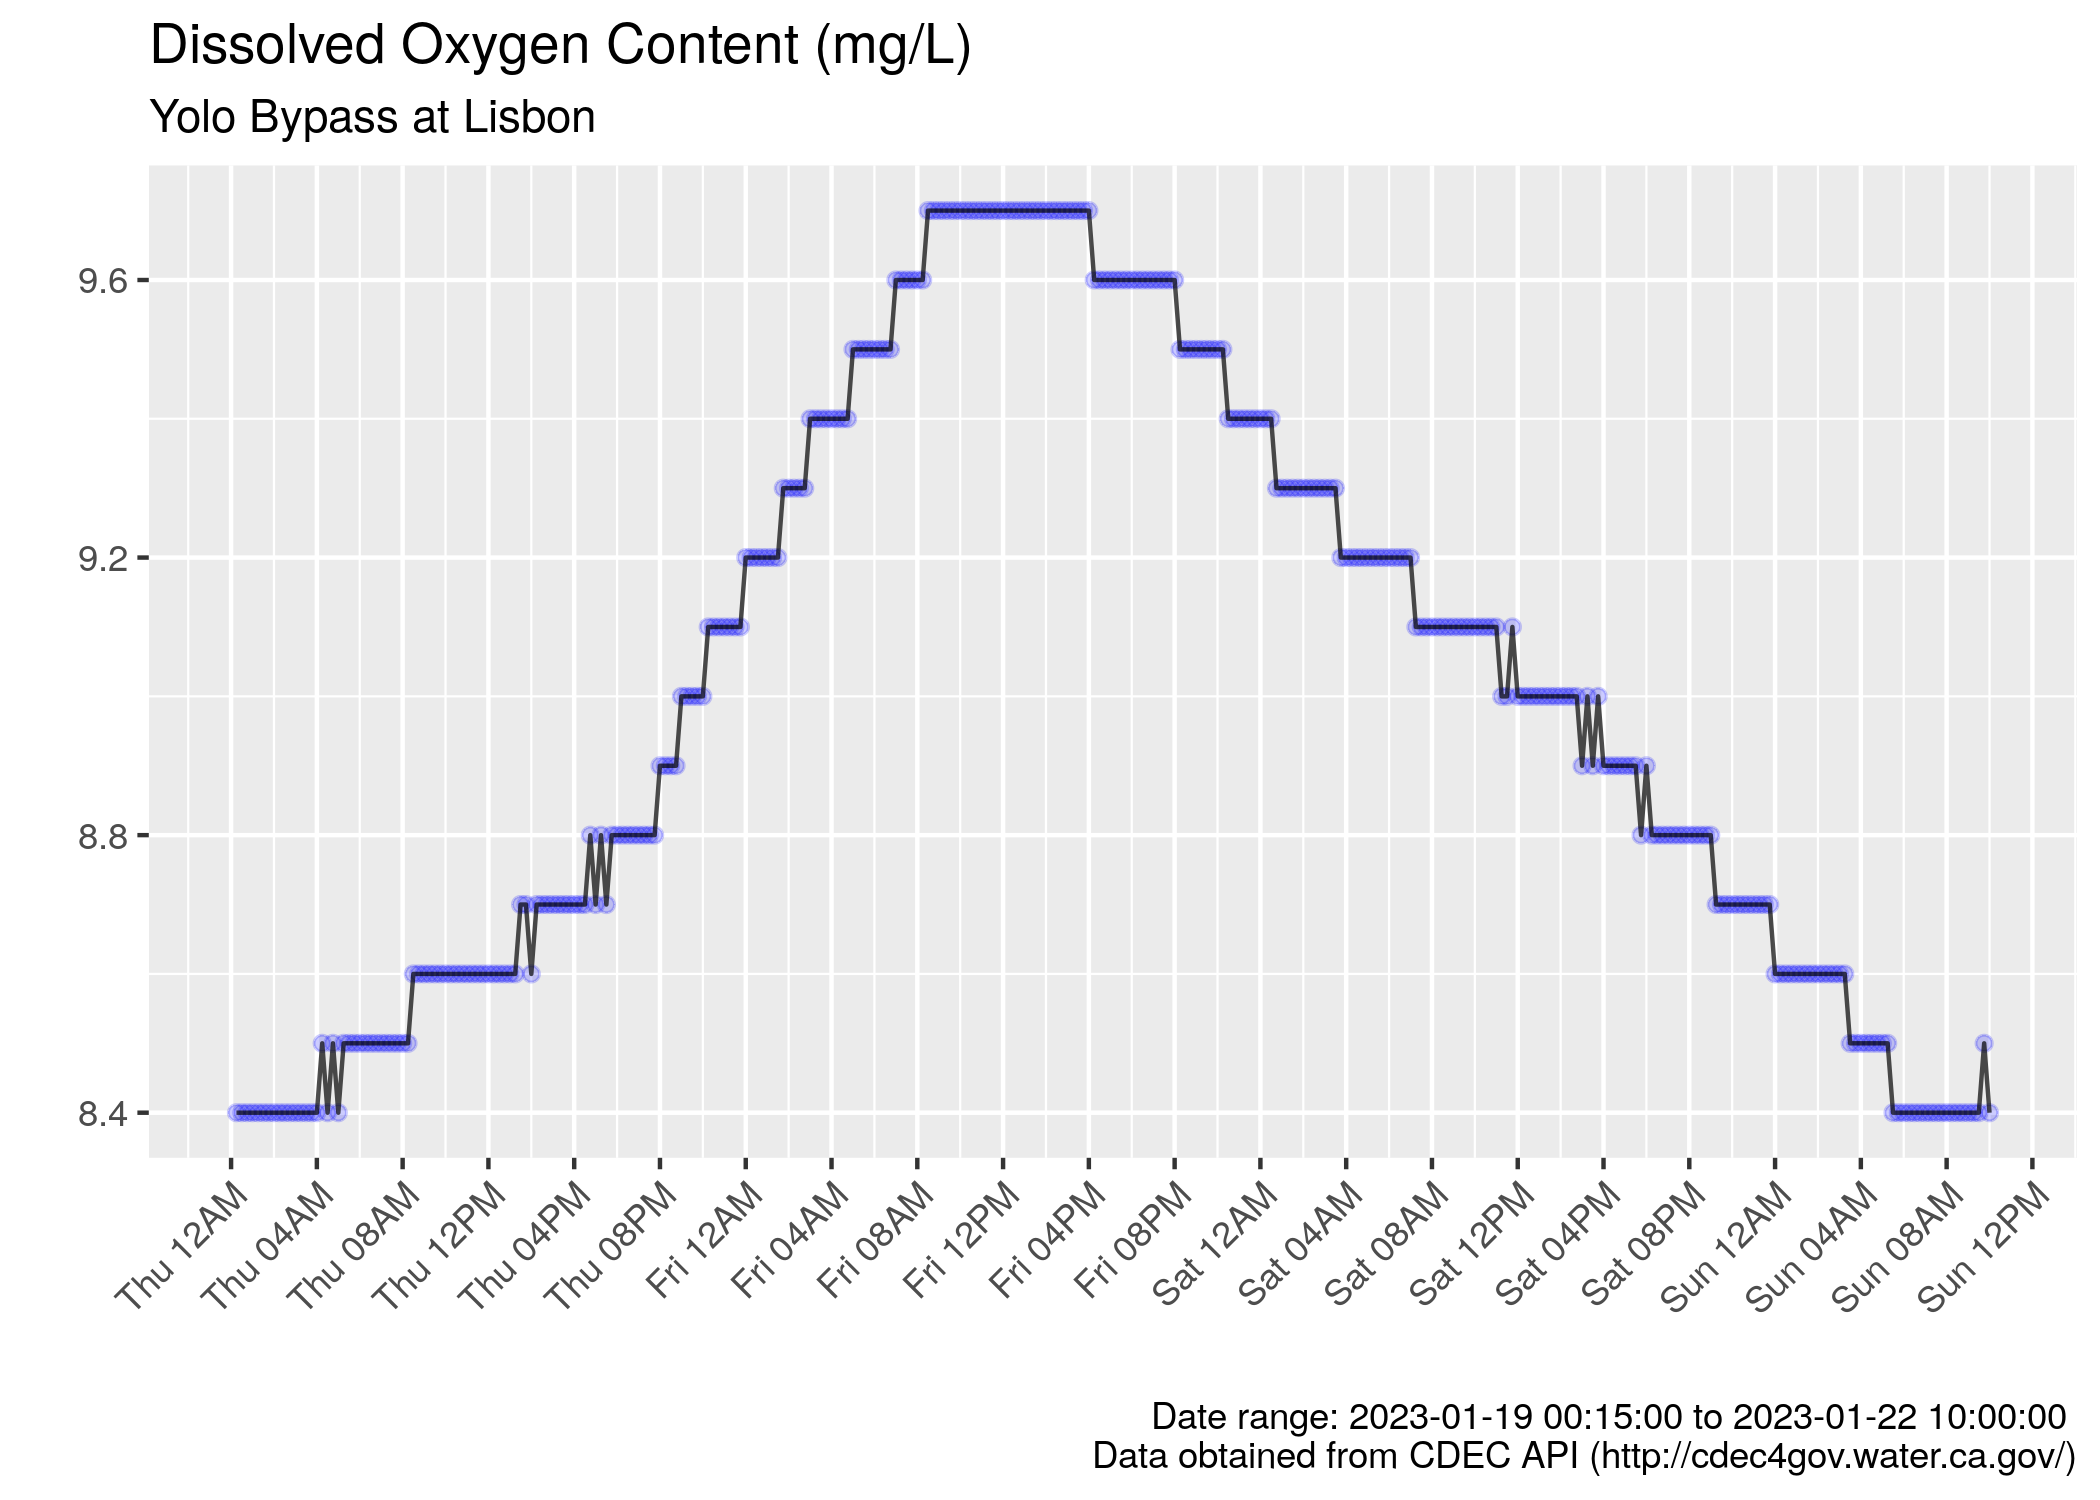 Dissolved Oxygen Content (mg/L)
Yolo Bypass at Lisbon
9.6
9.2
8.8
8.4
Thu 12AM
Thu 04AM
Thu 08AM
Thu 12PM
Thu 04PM
Thu 08PM
Fri 12AM
Fri 04AM
Fri 08AM
Fri 12PM
Fri 04PM
Fri 08PM
Sat 12AM
Sat 04AM
Sat 08AM
Sat 12PM
Sat 04PM
Sat 08PM
Sun 12AM
Sun 04AM
Sun 08AM
Sun 12PM
Date range: 2023-01-19 00:15:00 to 2023-01-22 10:00:00
Data obtained from CDEC API (http://cdec4gov.water.ca.gov/)